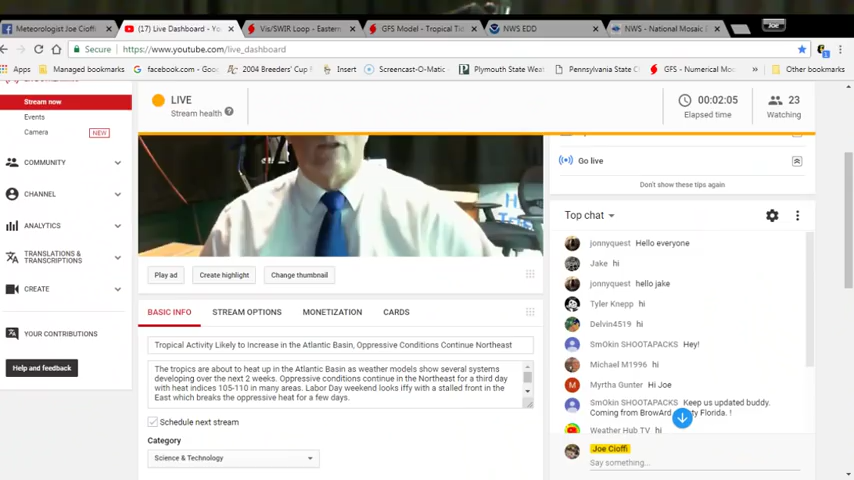 Meteorologist Joe Cioffi
(17) Live Dashboard - Y
Vis/SWIR Loop - Eastern
GFS Model - Tropical Ti
NWS EDD
NWS - National Mosaic
Secure https://www.youtube.com/live_dashboard
Apps Managed bookmarks facebook.com - Goo 2004 Breeders' Cup Insert Screencast-O-Matic Plymouth State Weat Pennsylvania State C GFS - Numerical Mo » Other bookmarks
Stream now
Events
Camera NEW
COMMUNITY
CHANNEL
ANALYTICS
TRANSLATIONS &
TRANSCRIPTIONS
CREATE
YOUR CONTRIBUTIONS
Help and feedback
LIVE
Stream health ?
00:02:05
Elapsed time
23
Watching
Play ad Create highlight Change thumbnail
BASIC INFO STREAM OPTIONS MONETIZATION CARDS
Tropical Activity Likely to Increase in the Atlantic Basin, Oppressive Conditions Continue Northeast
The tropics are about to heat up in the Atlantic Basin as weather models show several systems
developing over the next 2 weeks. Oppressive conditions continue in the Northeast for a third day
with heat indices 105-110 in many areas. Labor Day weekend looks iffy with a stalled front in the
East which breaks the oppressive heat for a few days.
Schedule next stream
Category
Science & Technology
Go live
Don't show these tips again
Top chat
jonnyquest Hello everyone
Jake hi
jonnyquest hello jake
Tyler Knepp hi
Delvin4519 hi
SmOkin SHOOTAPACKS Hey!
Michael M1996 hi
Myrtha Gunter Hi Joe
SmOkin SHOOTAPACKS Keep us updated buddy.
Coming from BrowArd ty Florida. !
Weather Hub TV hi
Joe Cioffi
Say something...